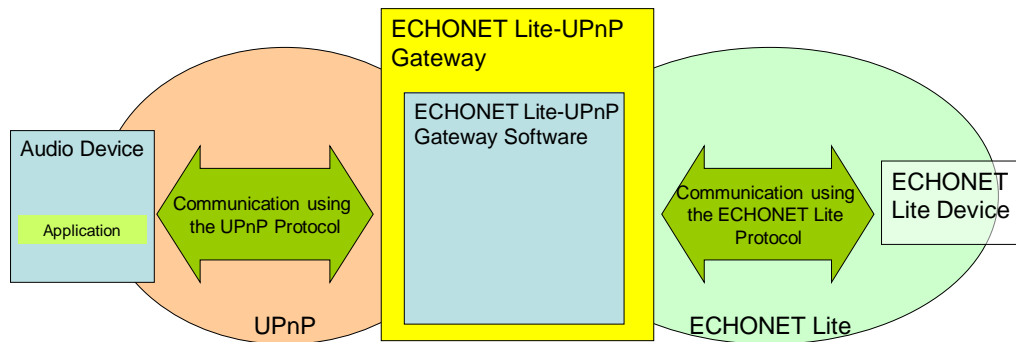 ECHONET Lite-UPnP
Gateway
ECHONET Lite-UPnP
Gateway Software
Audio Device
Application
Communication using
the UPnP Protocol
Communication using
the ECHONET Lite
Protocol
ECHONET
Lite Device
UPnP
ECHONET Lite